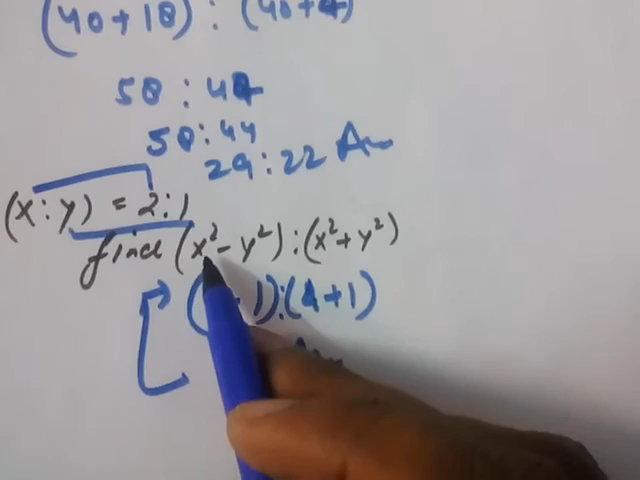 (40+18) : (40+4)
58 : 44
58 : 44
29 : 22 Ans
(x : y) = 2 : 1
find (x² - y²) : (x² + y²)
1) : (4+1)